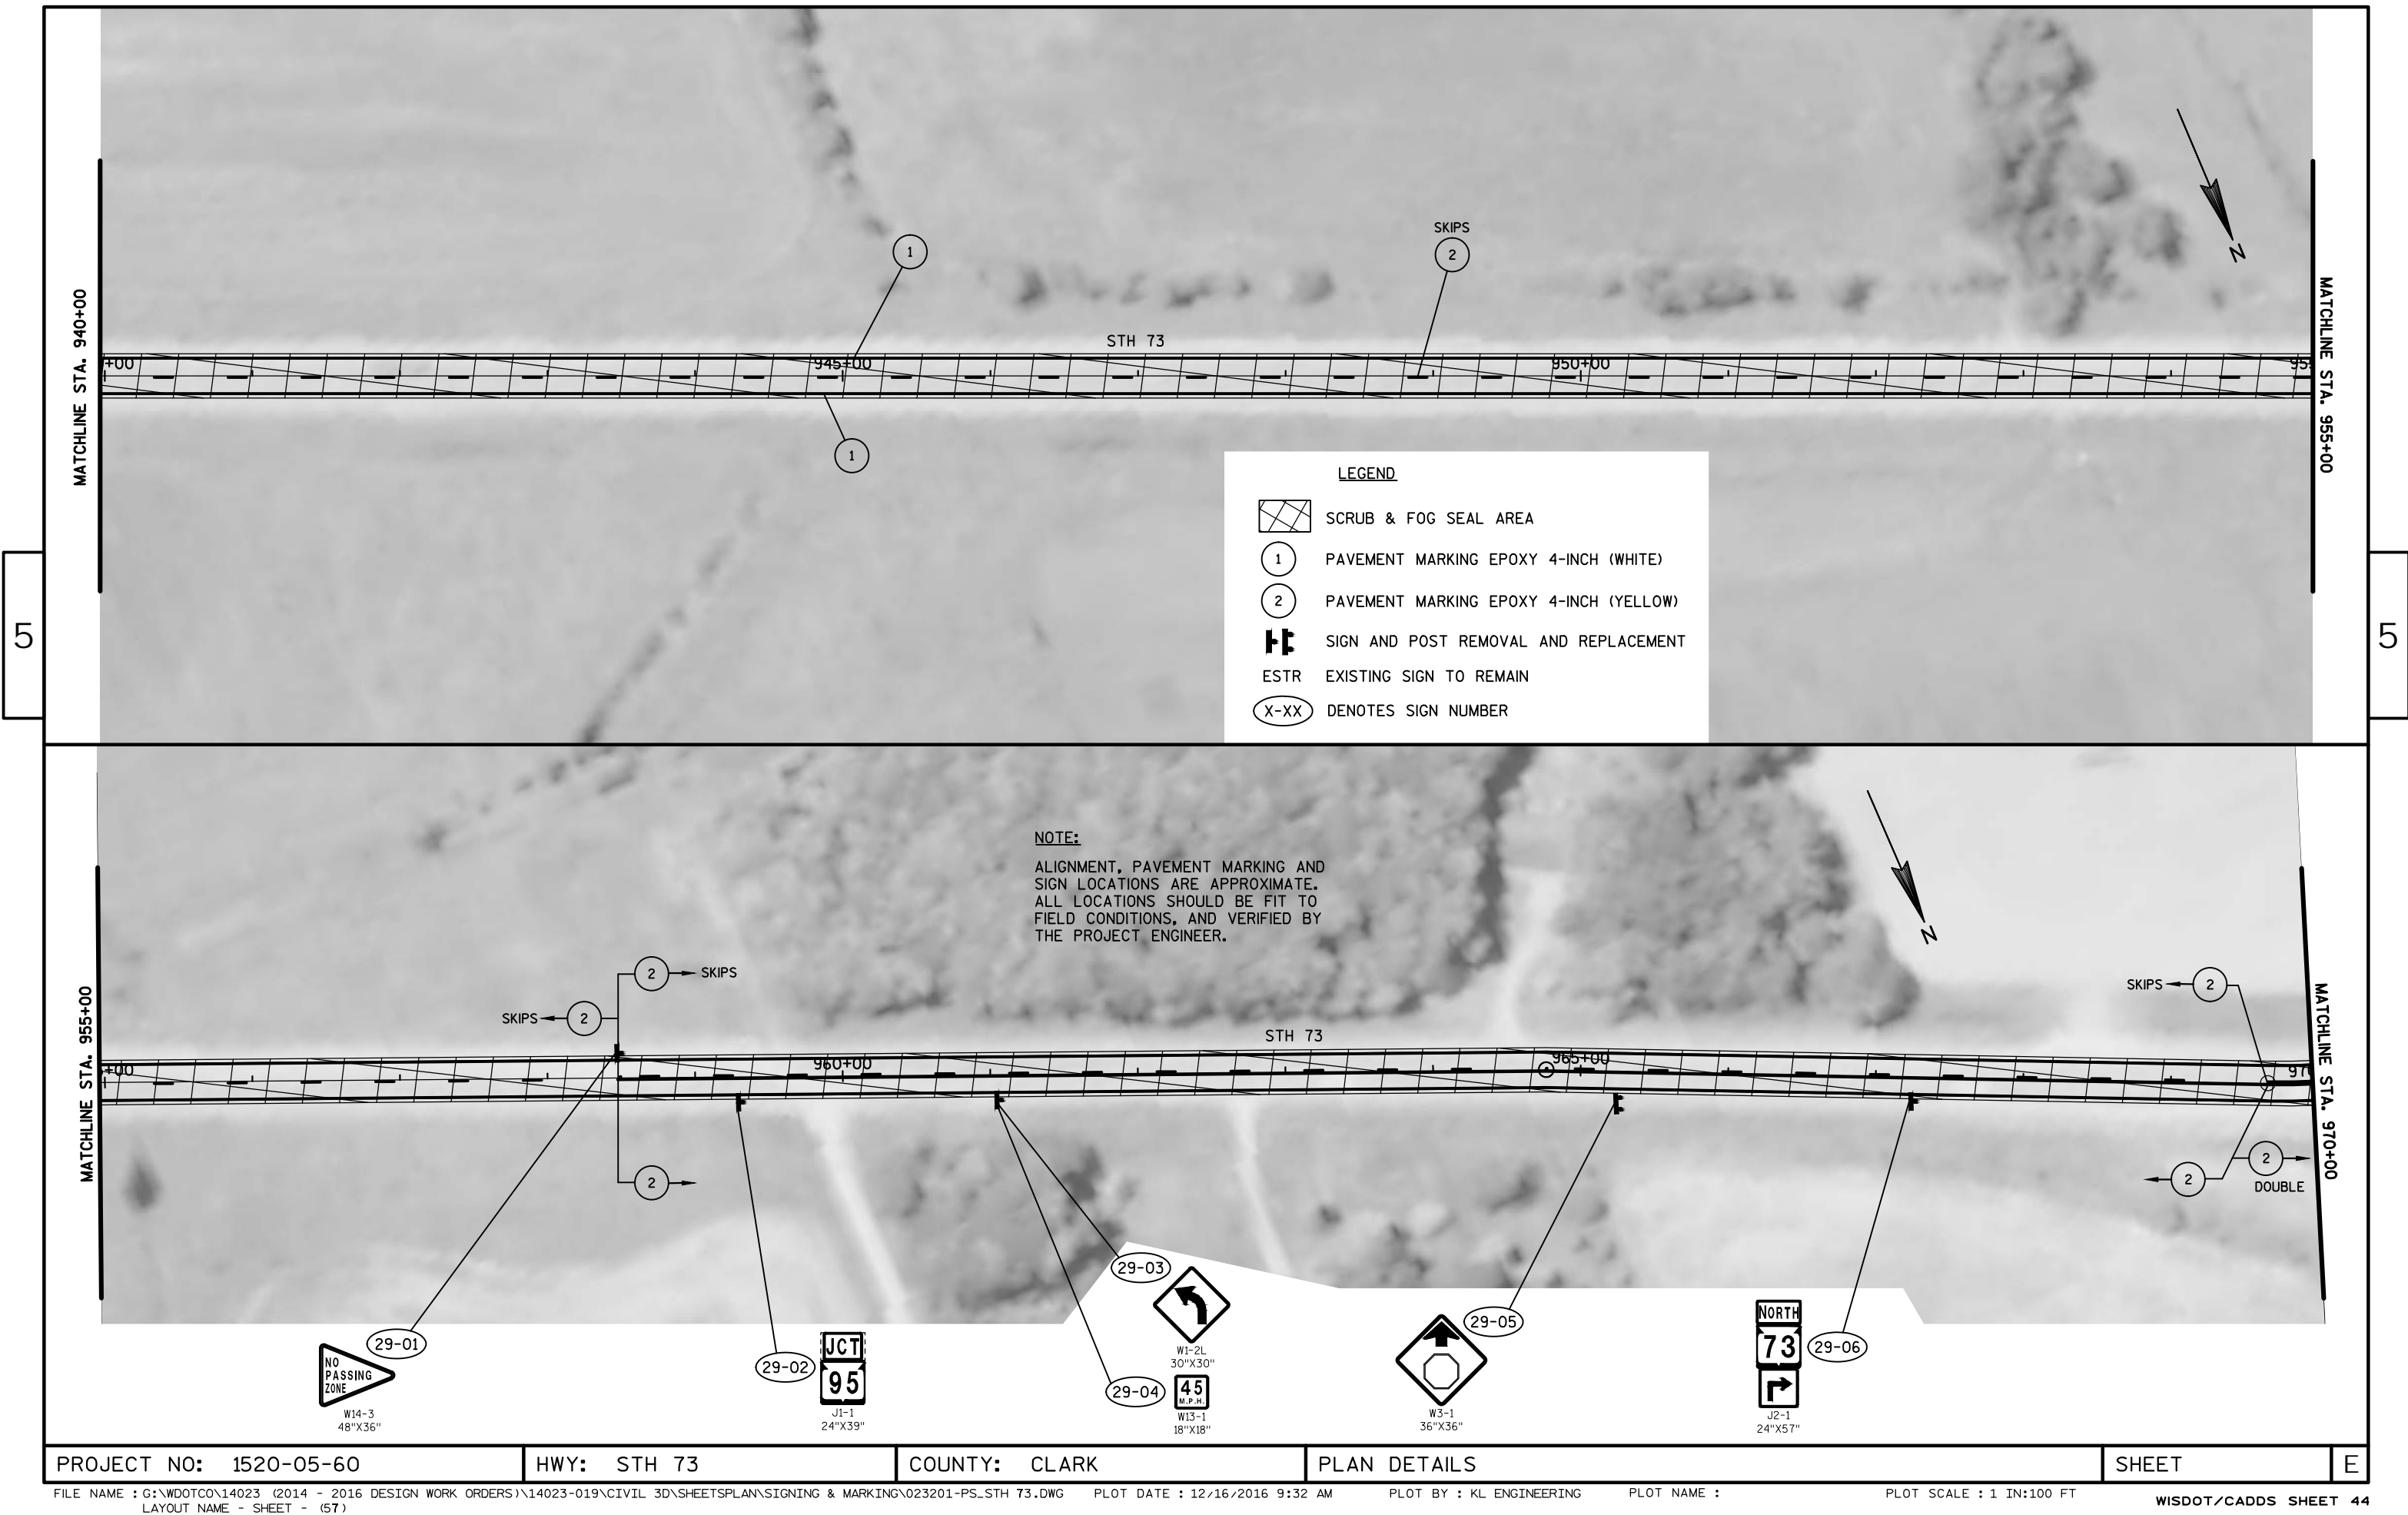 1
SKIPS
2
N
MATCHLINE STA. 940+00
MATCHLINE STA. 955+00
STH 73
+00
945+00
950+00
95
1
LEGEND
SCRUB & FOG SEAL AREA
1 PAVEMENT MARKING EPOXY 4-INCH (WHITE)
2 PAVEMENT MARKING EPOXY 4-INCH (YELLOW)
SIGN AND POST REMOVAL AND REPLACEMENT
ESTR EXISTING SIGN TO REMAIN
X-XX DENOTES SIGN NUMBER
5
5
NOTE:
ALIGNMENT, PAVEMENT MARKING AND
SIGN LOCATIONS ARE APPROXIMATE.
ALL LOCATIONS SHOULD BE FIT TO
FIELD CONDITIONS, AND VERIFIED BY
THE PROJECT ENGINEER.
N
2 SKIPS
SKIPS 2
SKIPS 2
MATCHLINE STA. 955+00
MATCHLINE STA. 970+00
STH 73
+00
960+00
965+00
970
2
2
2
DOUBLE
29-01
NO
PASSING
ZONE
W14-3
48"X36"
29-02
JCT
95
J1-1
24"X39"
29-03
W1-2L
30"X30"
29-04
45
M.P.H.
W13-1
18"X18"
29-05
W3-1
36"X36"
NORTH
73
29-06
J2-1
24"X57"
PROJECT NO: 1520-05-60
HWY: STH 73
COUNTY: CLARK
PLAN DETAILS
SHEET
E
FILE NAME : G:\WDOTCO\14023 (2014 - 2016 DESIGN WORK ORDERS)\14023-019\CIVIL 3D\SHEETSPLAN\SIGNING & MARKING\023201-PS_STH 73.DWG
PLOT DATE : 12/16/2016 9:32 AM
PLOT BY : KL ENGINEERING
PLOT NAME :
PLOT SCALE : 1 IN:100 FT
LAYOUT NAME - SHEET - (57)
WISDOT/CADDS SHEET 44